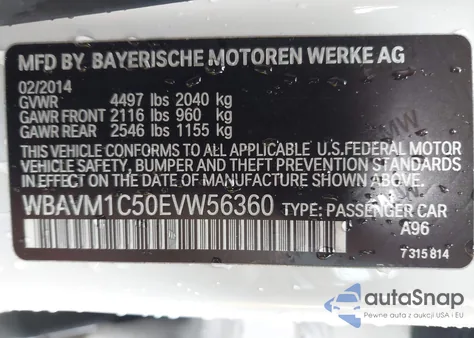 MFD BY BAYERISCHE MOTOREN WERKE AG
02/2014
GVWR 4497 lbs 2040 kg
GAWR FRONT 2116 lbs 960 kg
GAWR REAR 2546 lbs 1155 kg
THIS VEHICLE CONFORMS TO ALL APPLICABLE U.S.FEDERAL MOTOR
VEHICLE SAFETY, BUMPER AND THEFT PREVENTION STANDARDS IN
EFFECT ON THE DATE OF MANUFACTURE SHOWN ABOVE.
WBAVM1C50EVW56360 TYPE: PASSENGER CAR
A96
7 315 814
BMW
autoSnap
Pewne auta z USA i EU